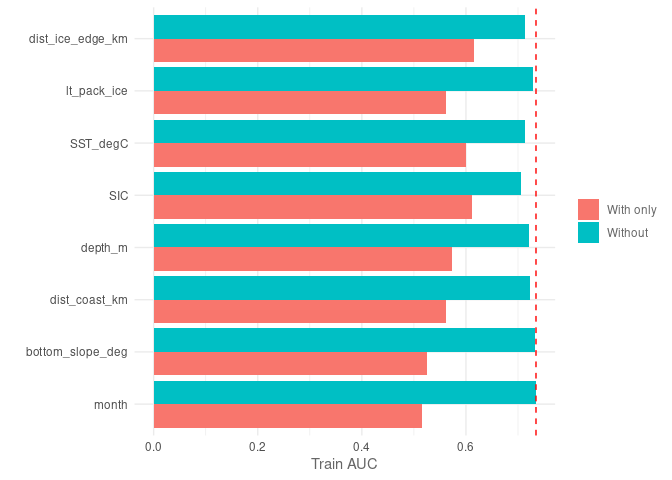 dist_ice_edge_km
lt_pack_ice
SST_degC
SIC
depth_m
dist_coast_km
bottom_slope_deg
month
0.0 0.2 0.4 0.6
Train AUC
With only
Without